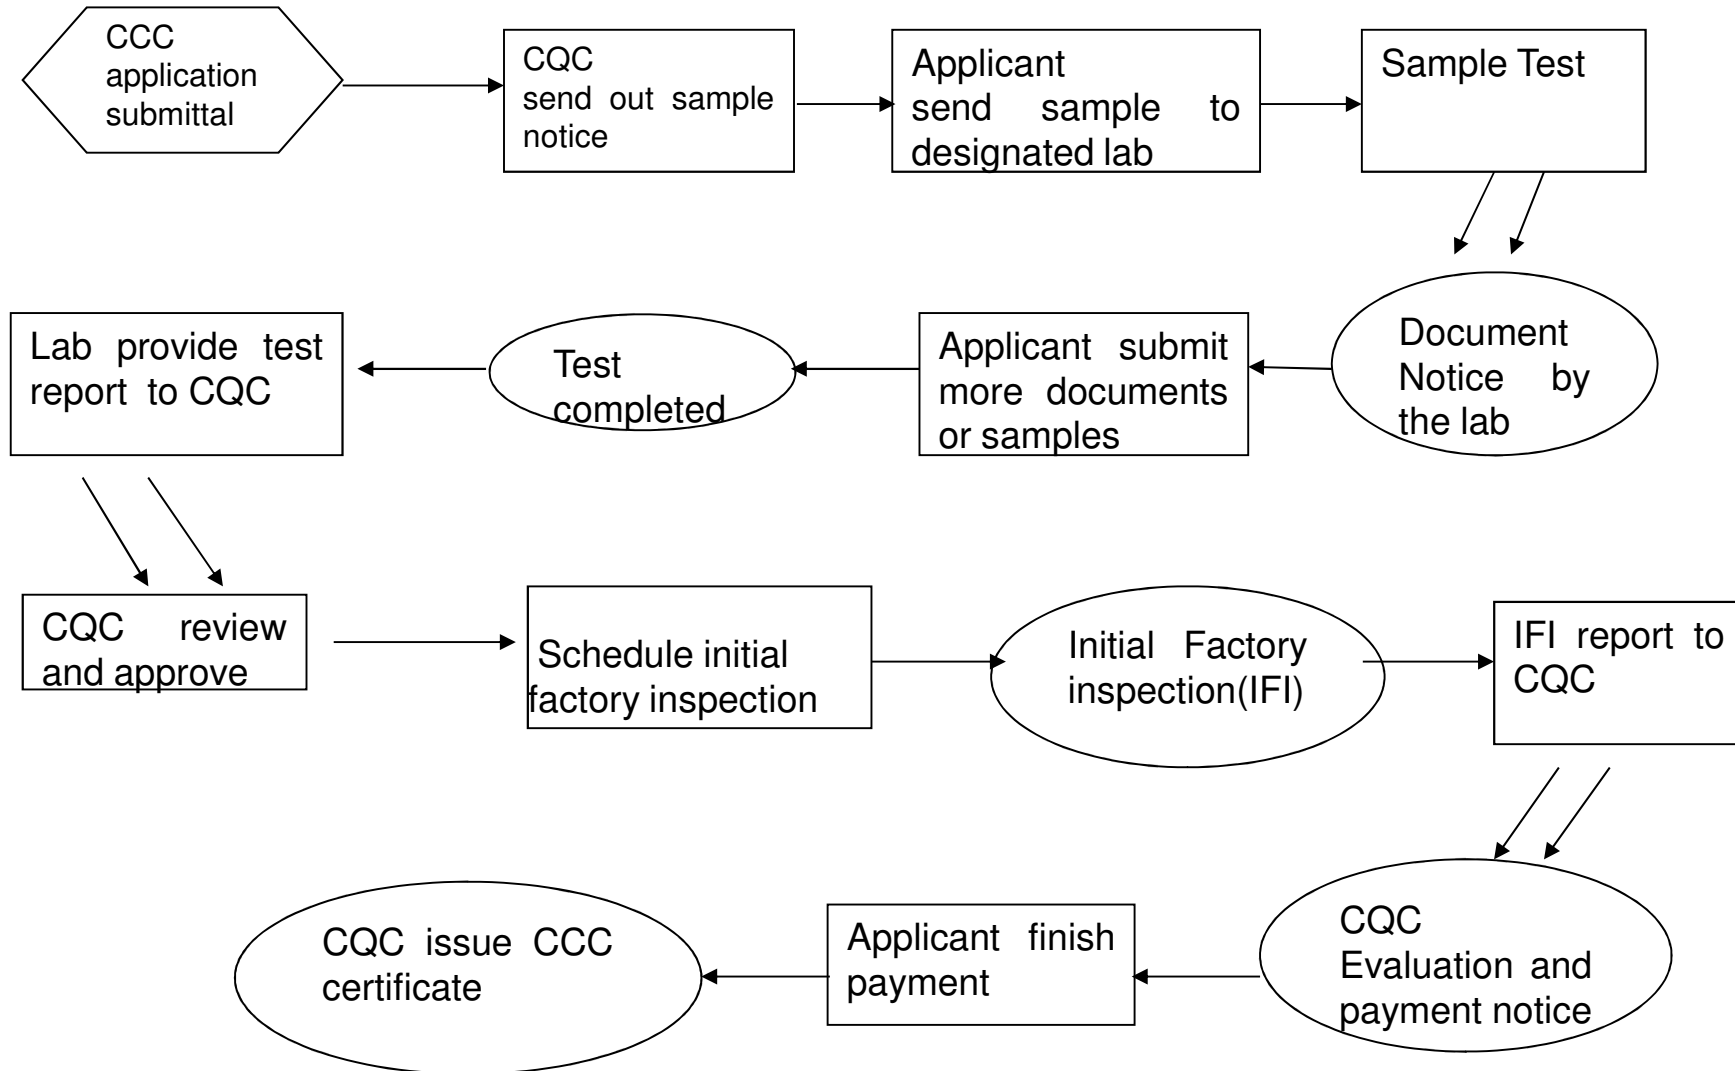 CCC
application
submittal
CQC
send out sample
notice
Applicant
send sample to
designated lab
Sample Test
Document
Notice by
the lab
Applicant submit
more documents
or samples
Test
completed
Lab provide test
report to CQC
CQC review
and approve
Schedule initial
factory inspection
Initial Factory
inspection(IFI)
IFI report to
CQC
CQC
Evaluation and
payment notice
Applicant finish
payment
CQC issue CCC
certificate